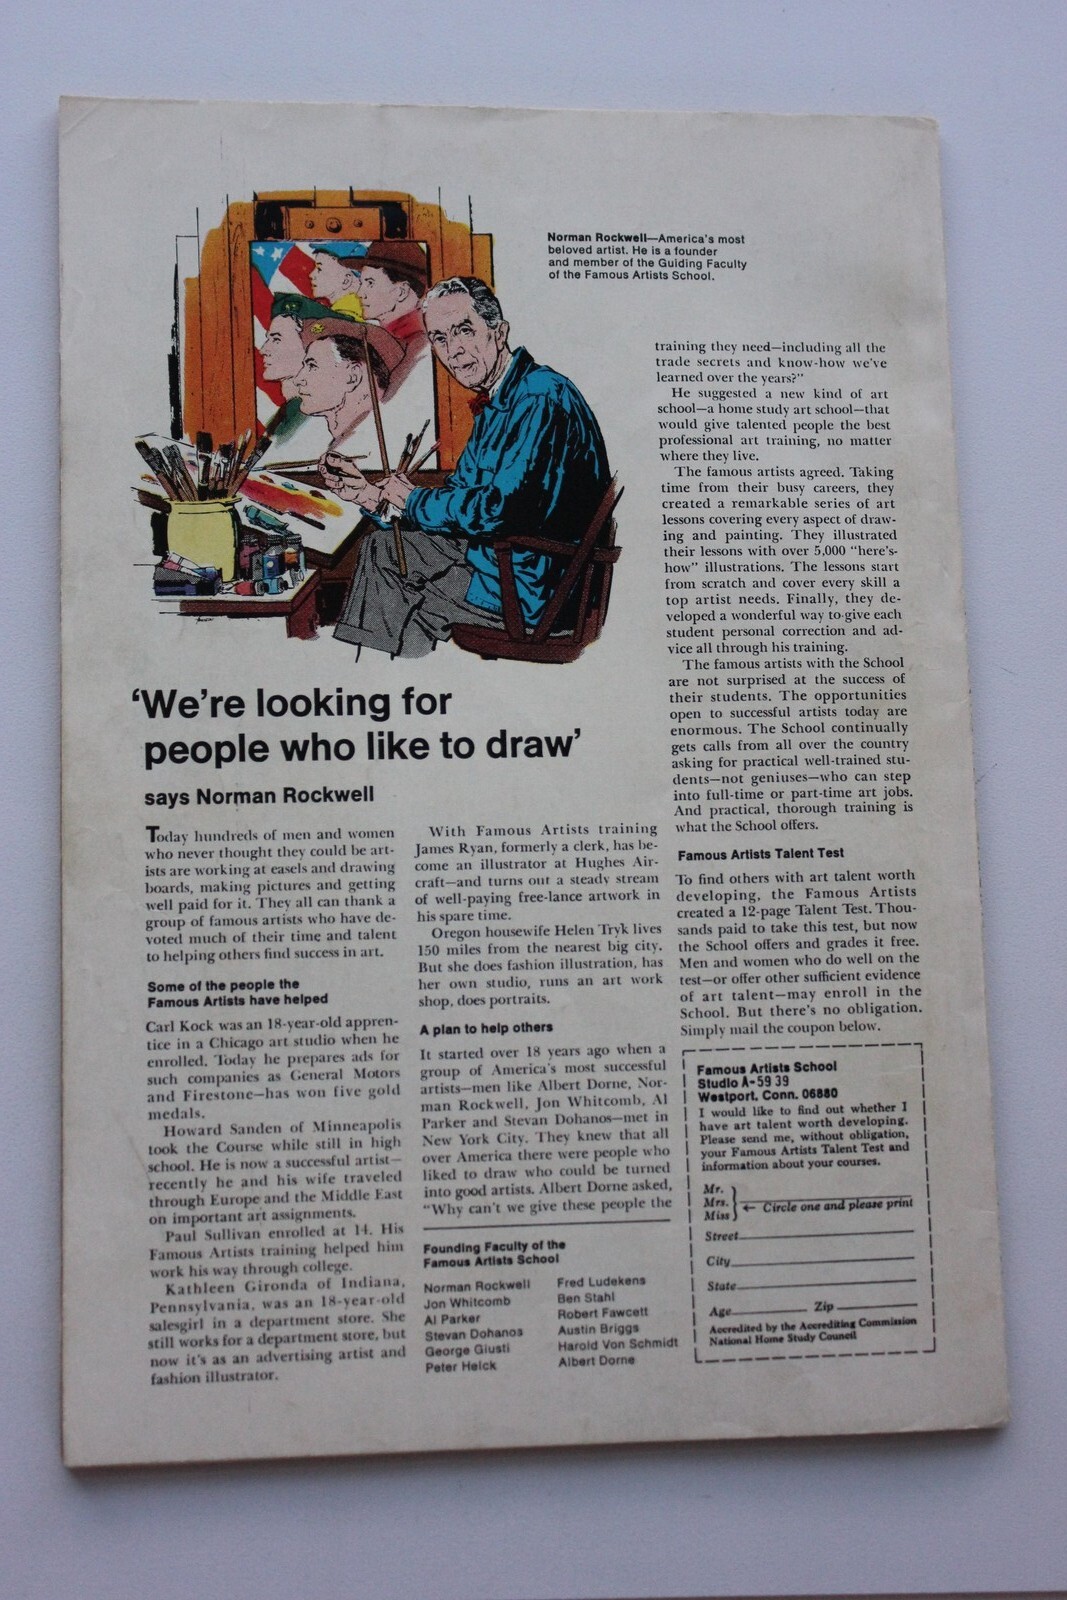 Norman Rockwell—America's most
beloved artist. He is a founder
and member of the Guiding Faculty
of the Famous Artists School.
'We're looking for
people who like to draw'
says Norman Rockwell
Today hundreds of men and women
who never thought they could be art-
ists are working at easels and drawing
boards, making pictures and getting
well paid for it. They all can thank a
group of famous artists who have de-
voted much of their time and talent
to helping others find success in art.
Some of the people the
Famous Artists have helped
Carl Kock was an 18-year-old appren-
tice in a Chicago art studio when he
enrolled. Today he prepares ads for
such companies as General Motors
and Firestone—has won five gold
medals.
Howard Sanden of Minneapolis
took the Course while still in high
school. He is now a successful artist—
recently he and his wife traveled
through Europe and the Middle East
on important art assignments.
Paul Sullivan enrolled at 14. His
Famous Artists training helped him
work his way through college.
Kathleen Gironda of Indiana,
Pennsylvania, was an 18-year-old
salesgirl in a department store. She
still works for a department store, but
now it's as an advertising artist and
fashion illustrator.
With Famous Artists training
James Ryan, formerly a clerk, has be-
come an illustrator at Hughes Air-
craft—and turns out a steady stream
of well-paying free-lance artwork in
his spare time.
Oregon housewife Helen Tryk lives
150 miles from the nearest big city.
But she does fashion illustration, has
her own studio, runs an art work
shop, does portraits.
A plan to help others
It started over 18 years ago when a
group of America's most successful
artists—men like Albert Dorne, Nor-
man Rockwell, Jon Whitcomb, Al
Parker and Stevan Dohanos—met in
New York City. They knew that all
over America there were people who
liked to draw who could be turned
into good artists. Albert Dorne asked,
"Why can't we give these people the
training they need—including all the
trade secrets and know-how we've
learned over the years?"
He suggested a new kind of art
school—a home study art school—that
would give talented people the best
professional art training, no matter
where they live.
The famous artists agreed. Taking
time from their busy careers, they
created a remarkable series of art
lessons covering every aspect of draw-
ing and painting. They illustrated
their lessons with over 5,000 "here's-
how" illustrations. The lessons start
from scratch and cover every skill a
top artist needs. Finally, they de-
veloped a wonderful way to give each
student personal correction and ad-
vice all through his training.
The famous artists with the School
are not surprised at the success of
their students. The opportunities
open to successful artists today are
enormous. The School continually
gets calls from all over the country
asking for practical well-trained stu-
dents—not geniuses—who can step
into full-time or part-time art jobs.
And practical, thorough training is
what the School offers.
Famous Artists Talent Test
To find others with art talent worth
developing, the Famous Artists
created a 12-page Talent Test. Thou-
sands paid to take this test, but now
the School offers and grades it free.
Men and women who do well on the
test—or offer other sufficient evidence
of art talent—may enroll in the
School. But there's no obligation.
Simply mail the coupon below.
Founding Faculty of the
Famous Artists School
Norman Rockwell
Jon Whitcomb
Al Parker
Stevan Dohanos
George Giusti
Peter Helck
Fred Ludekens
Ben Stahl
Robert Fawcett
Austin Briggs
Harold Von Schmidt
Albert Dorne
Famous Artists School
Studio A-5939
Westport, Conn. 06880
I would like to find out whether I
have art talent worth developing.
Please send me, without obligation,
your Famous Artists Talent Test and
information about your courses.
Mr.
Mrs. ← Circle one and please print
Miss
Street
City
State
Age Zip
Accredited by the Accrediting Commission
National Home Study Council